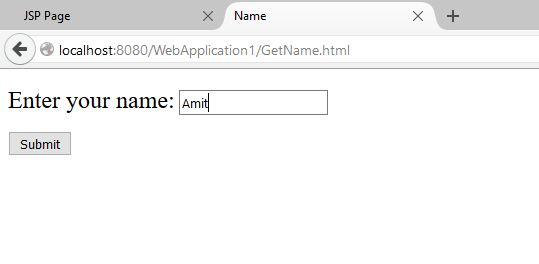 JSP Page Name
localhost:8080/WebApplication1/GetName.html
Enter your name: Amit
Submit